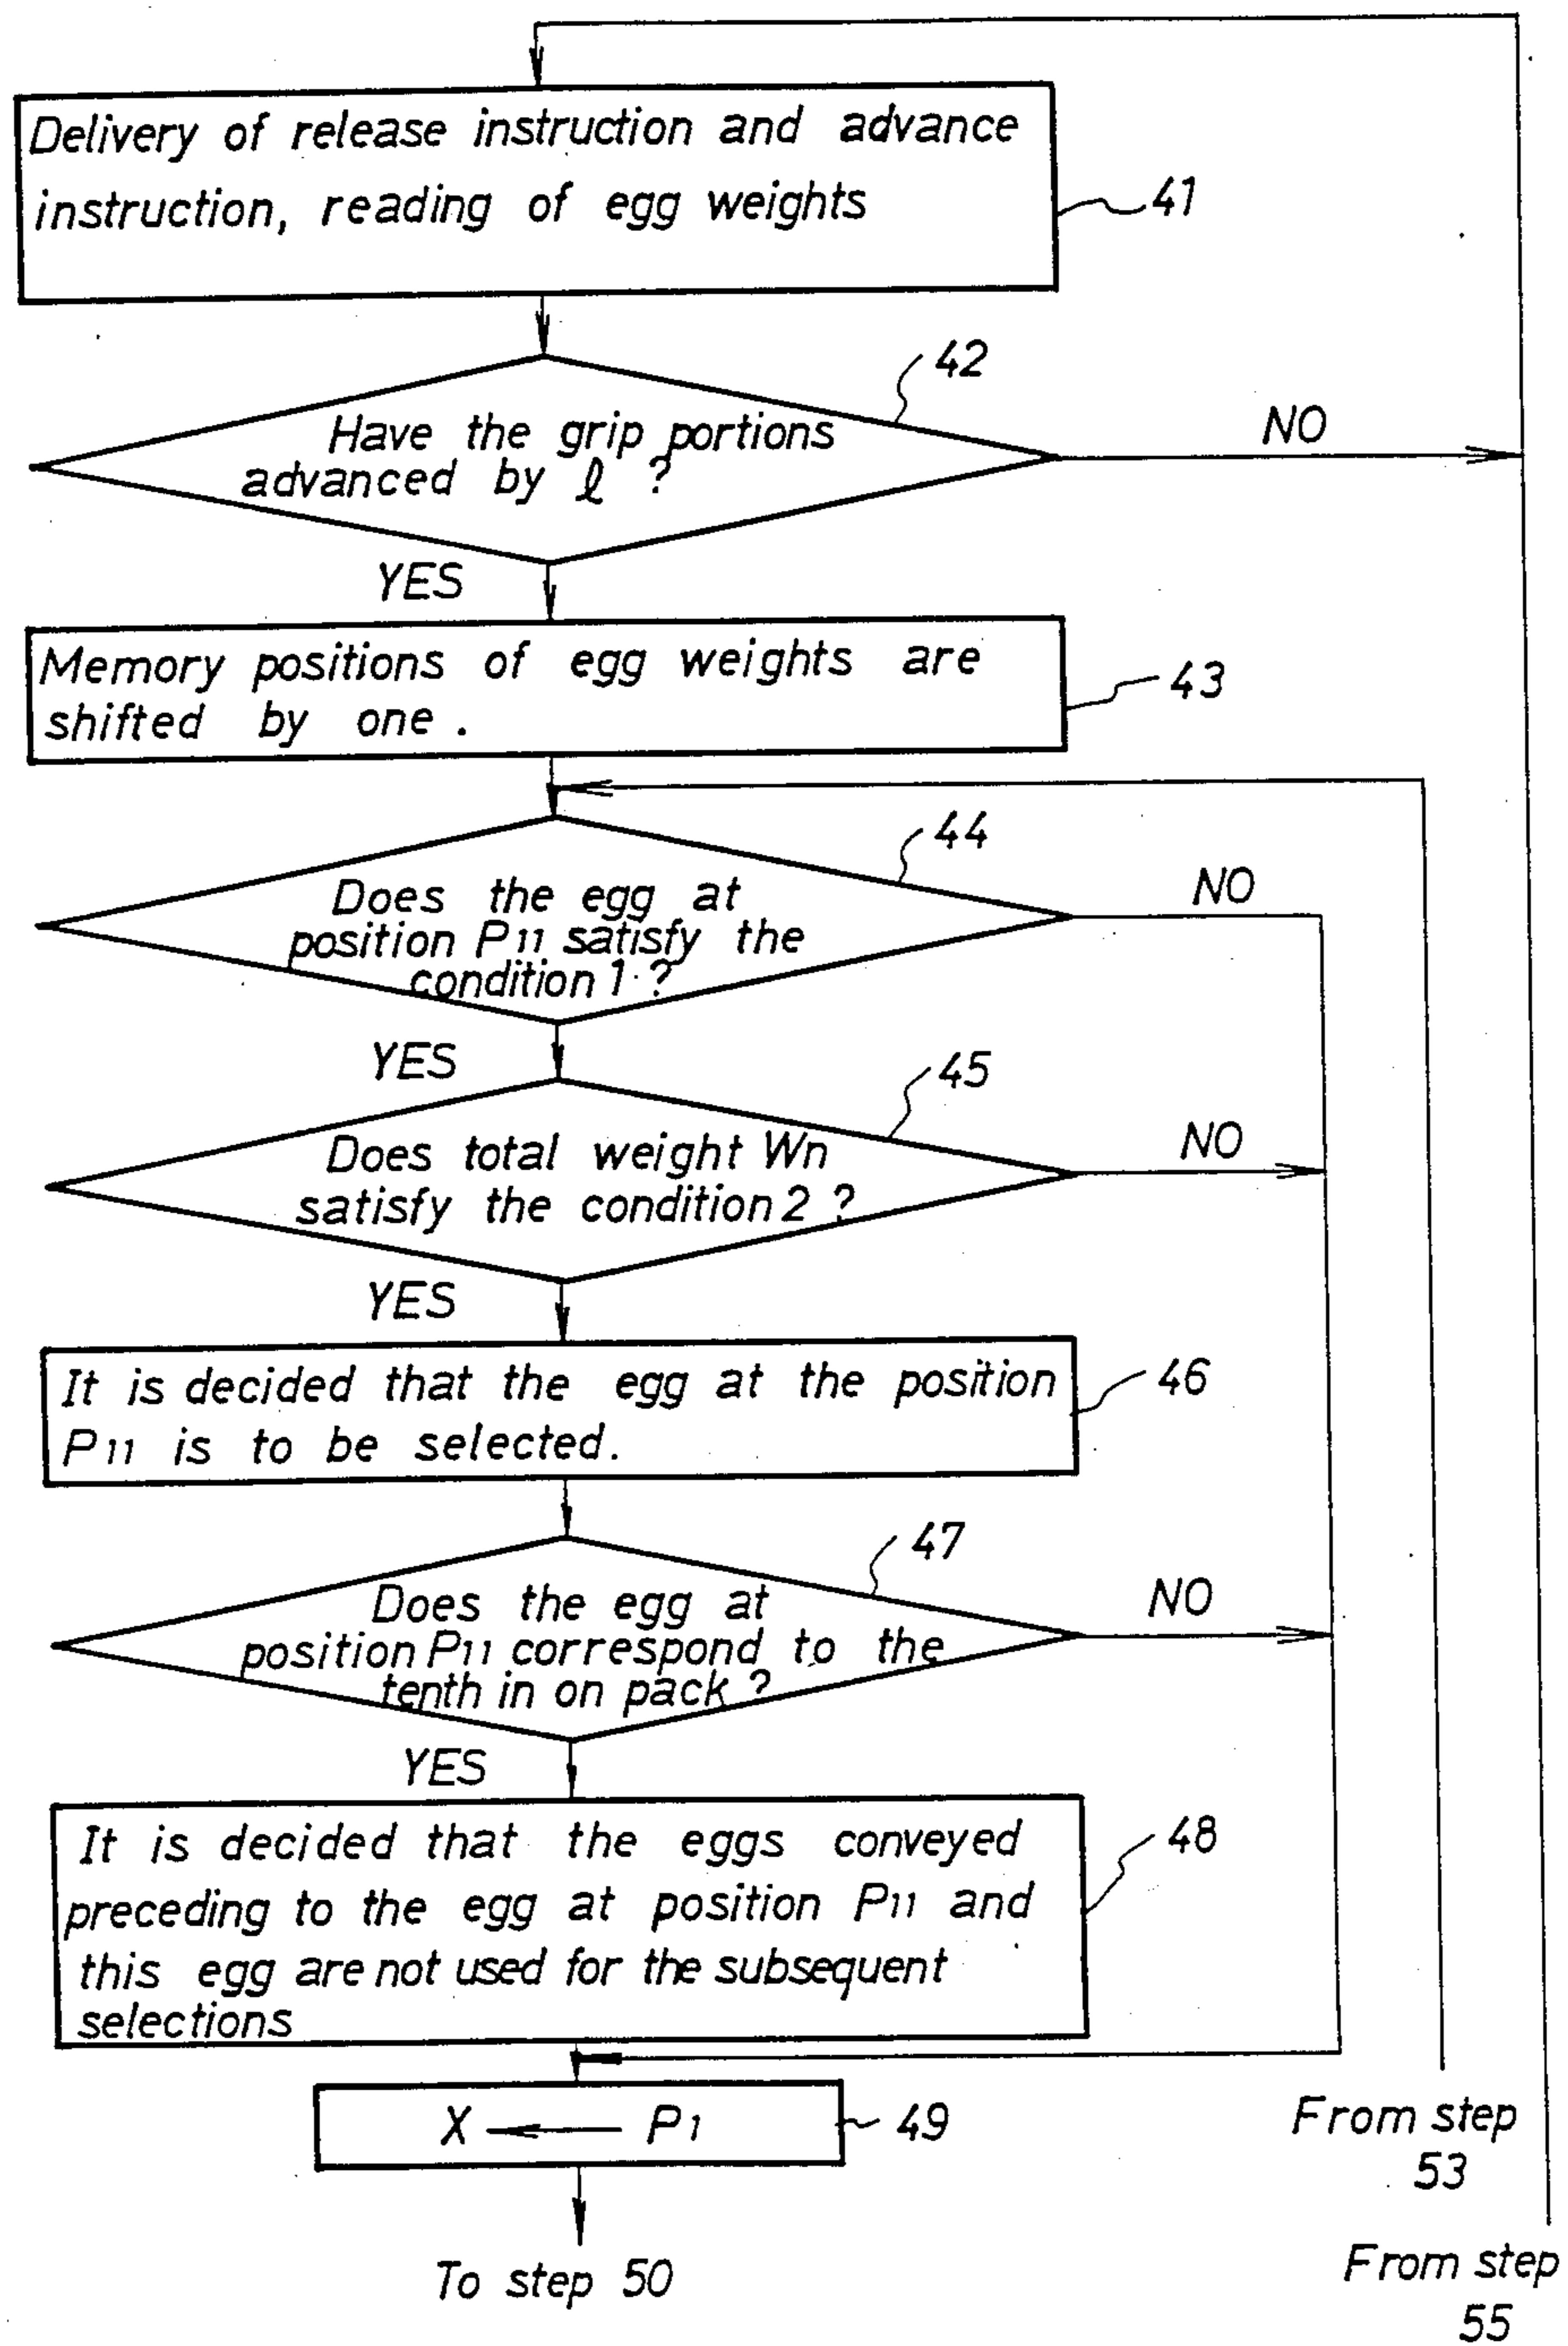 Delivery of release instruction and advance
instruction, reading of egg weights
41
42
Have the grip portions
advanced by ℓ ?
NO
YES
Memory positions of egg weights are
shifted by one .
43
44
Does the egg at
position P11 satisfy the
condition 1 ?
NO
YES
45
Does total weight Wn
satisfy the condition 2 ?
NO
YES
It is decided that the egg at the position
P11 is to be selected.
46
47
Does the egg at
position P11 correspond to the
tenth in on pack ?
NO
YES
It is decided that the eggs conveyed
preceding to the egg at position P11 and
this egg are not used for the subsequent
selections
48
X ← P1
49
To step 50
From step
53
From step
55